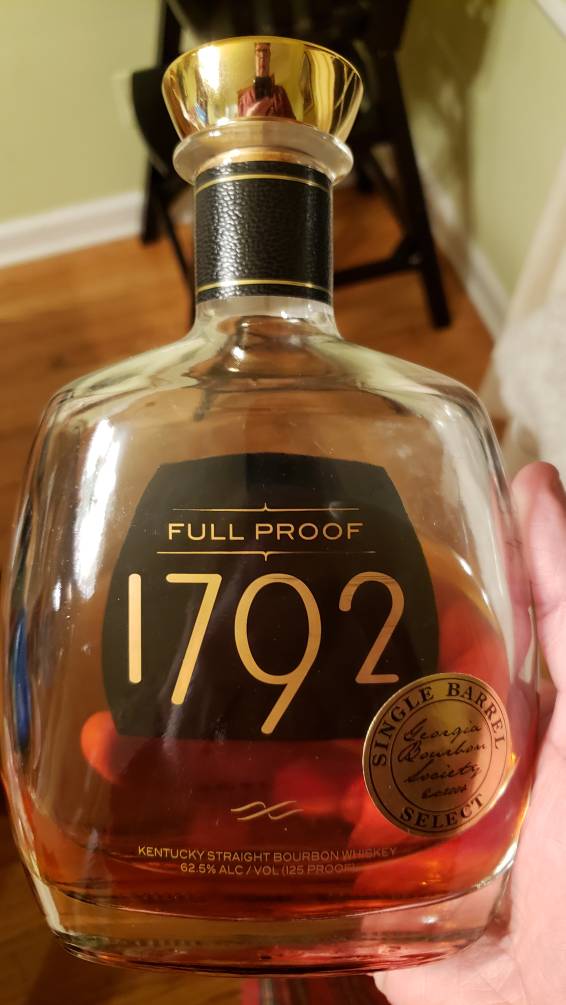 FULL PROOF
1792
SINGLE BARREL
Georgia
Bourbon
Society
SELECT
KENTUCKY STRAIGHT BOURBON WHISKEY
62.5% ALC / VOL (125 PROOF)